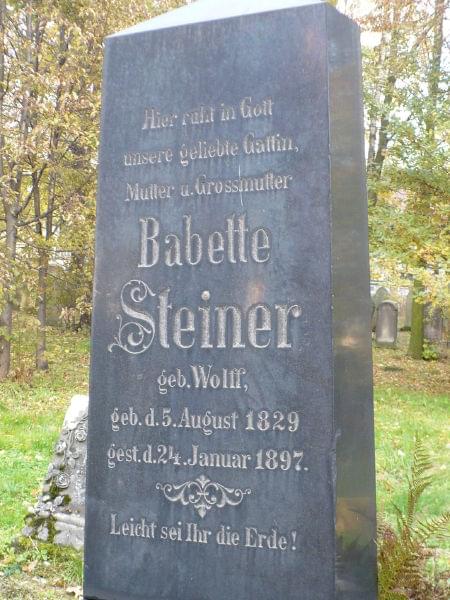 Hier ruht in Gott
unsere geliebte Gattin,
Mutter u. Grossmutter
Babette
Steiner
geb. Wolff,
geb. d. 5. August 1829
gest. d. 24. Januar 1897.
Leicht sei Ihr die Erde!